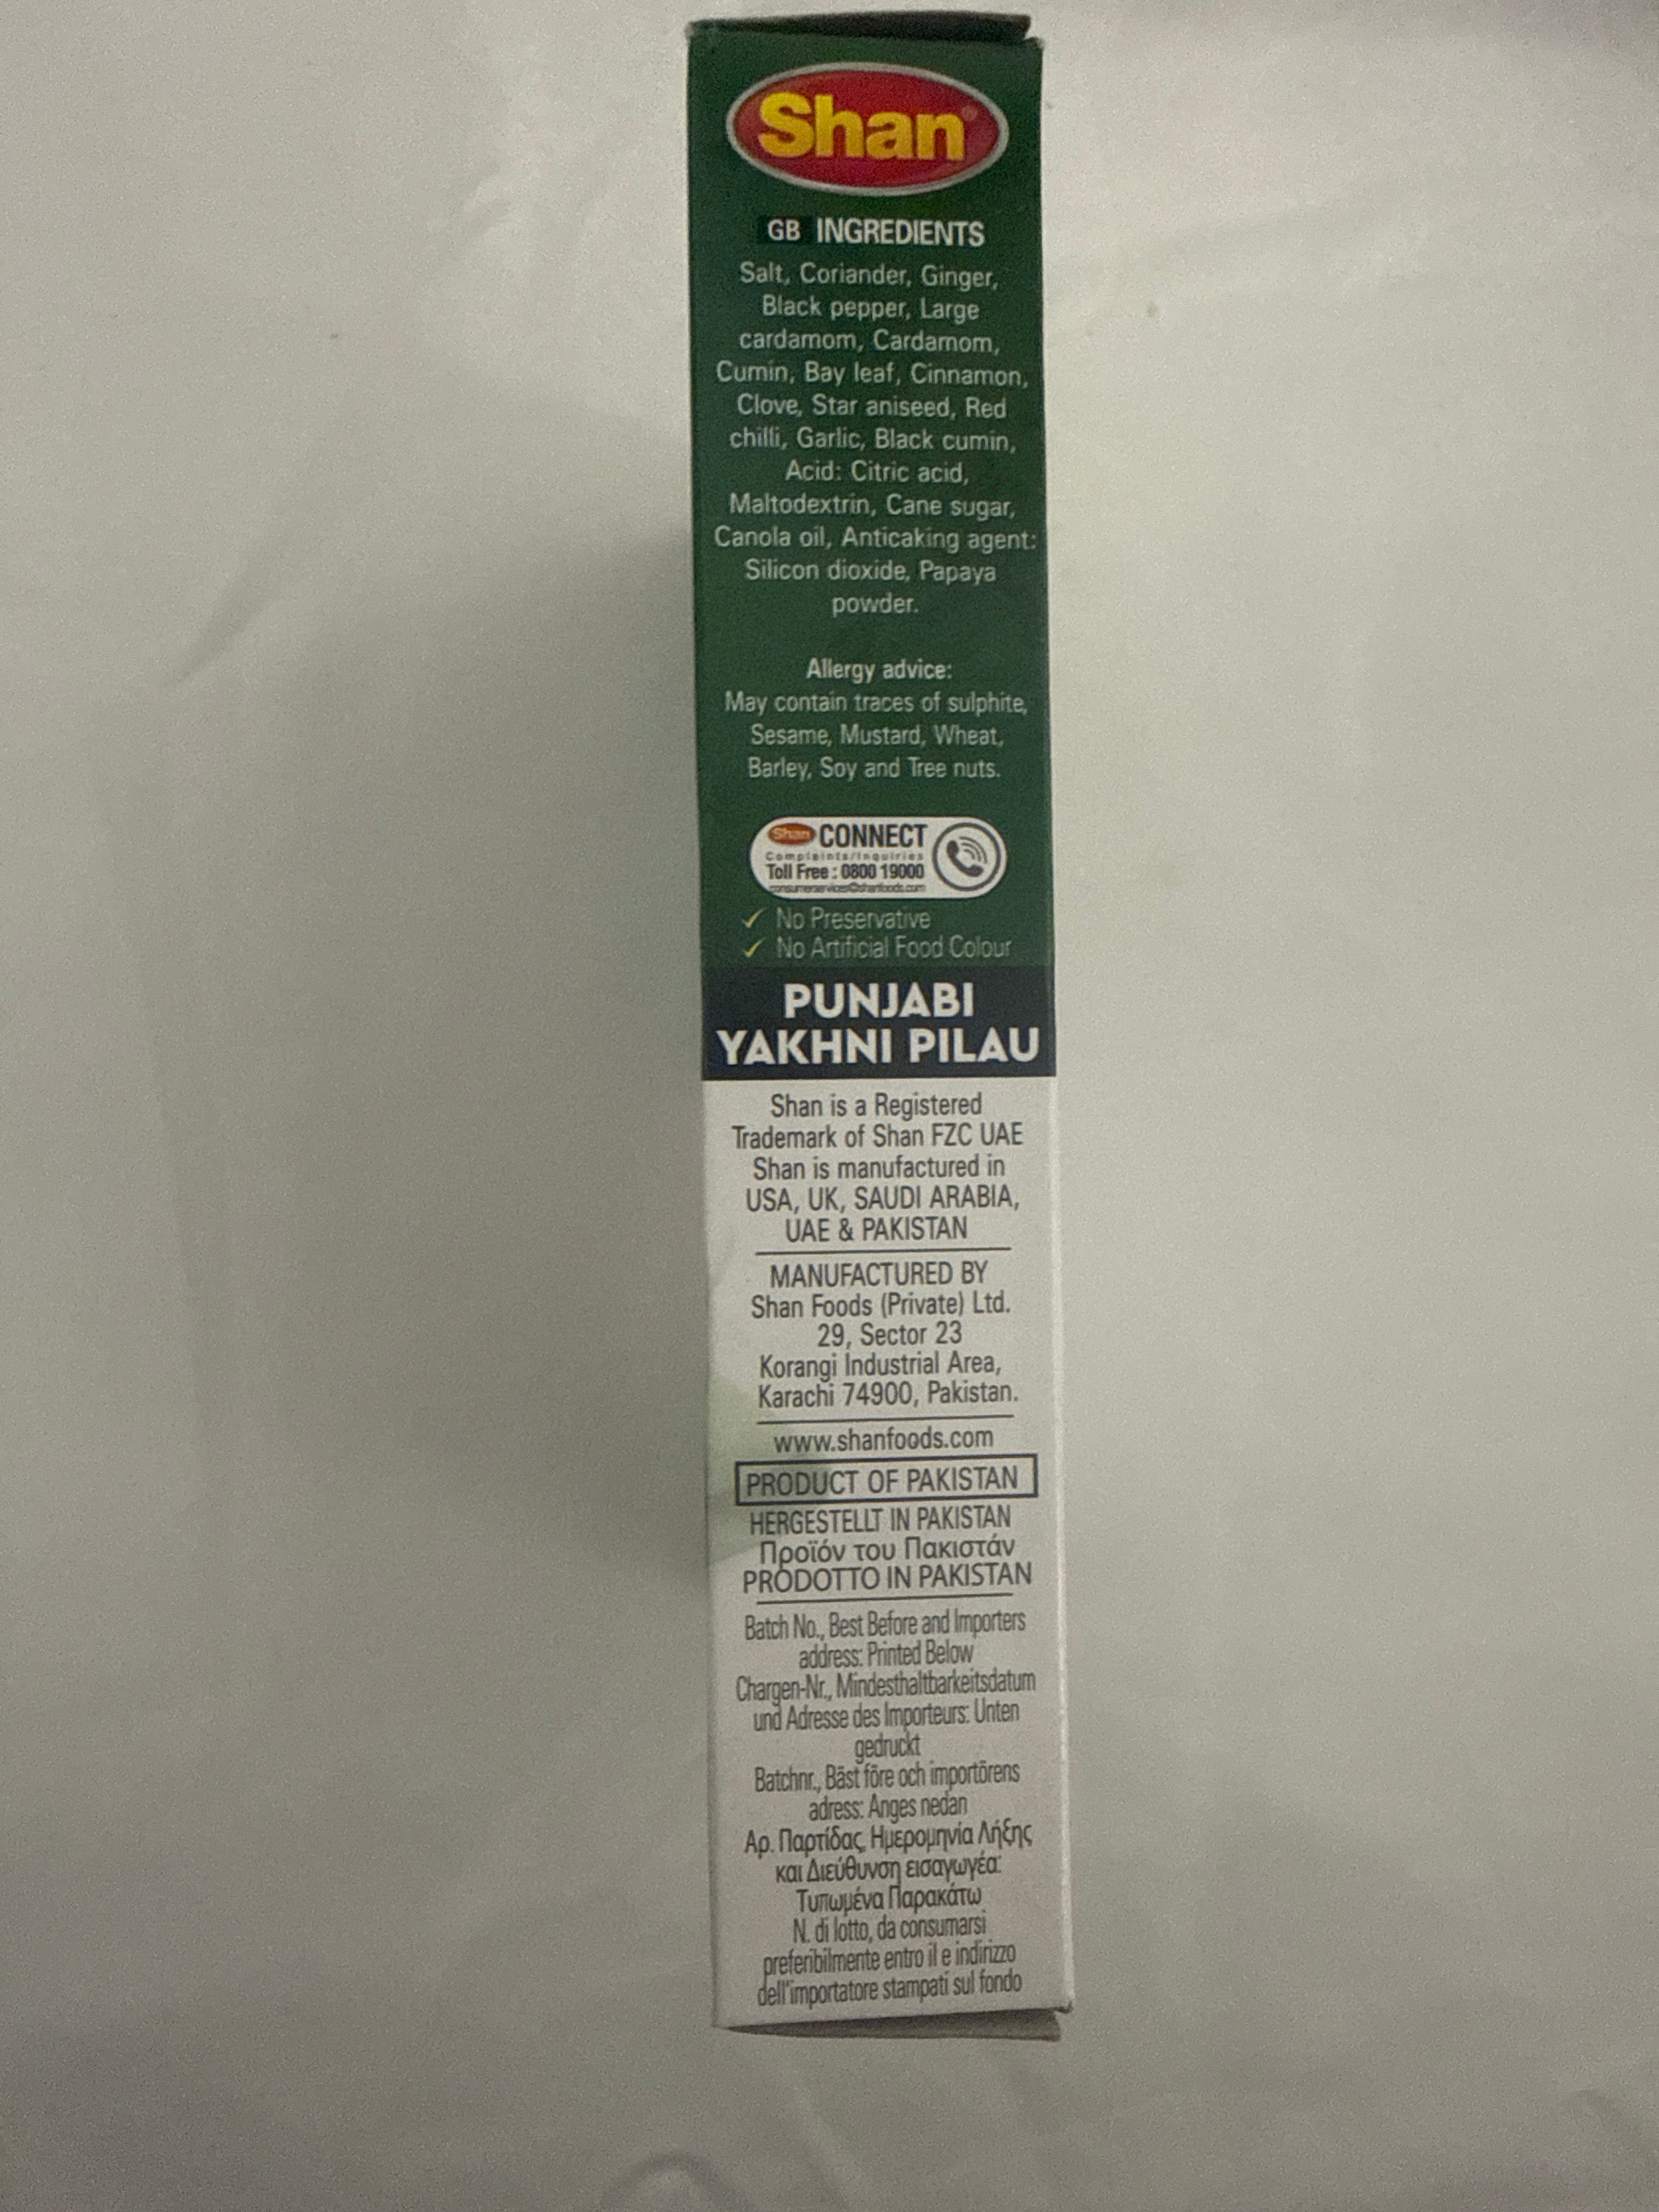 Shan®
GB INGREDIENTS
Salt, Coriander, Ginger,
Black pepper, Large
cardamom, Cardamom,
Cumin, Bay leaf, Cinnamon,
Clove, Star aniseed, Red
chilli, Garlic, Black cumin,
Acid: Citric acid,
Maltodextrin, Cane sugar,
Canola oil, Anticaking agent:
Silicon dioxide, Papaya
powder.
Allergy advice:
May contain traces of sulphite,
Sesame, Mustard, Wheat,
Barley, Soy and Tree nuts.
Shan CONNECT
Complaints/Inquiries
Toll Free : 0800 19000
consumerservices@shanfoods.com
✓ No Preservative
✓ No Artificial Food Colour
PUNJABI
YAKHNI PILAU
Shan is a Registered
Trademark of Shan FZC UAE
Shan is manufactured in
USA, UK, SAUDI ARABIA,
UAE & PAKISTAN
MANUFACTURED BY
Shan Foods (Private) Ltd.
29, Sector 23
Korangi Industrial Area,
Karachi 74900, Pakistan.
www.shanfoods.com
PRODUCT OF PAKISTAN
HERGESTELLT IN PAKISTAN
Προϊόν του Πακιστάν
PRODOTTO IN PAKISTAN
Batch No., Best Before and Importers
address: Printed Below
Chargen-Nr., Mindesthaltbarkeitsdatum
und Adresse des Importeurs: Unten
gedruckt
Batchnr., Bäst före och importörens
adress: Anges nedan
Αρ. Παρτίδας, Ημερομηνία Λήξης
και Διεύθυνση εισαγωγέα:
Τυπωμένα Παρακάτω
N. di lotto, da consumarsi
preferibilmente entro il e indirizzo
dell'importatore stampati sul fondo